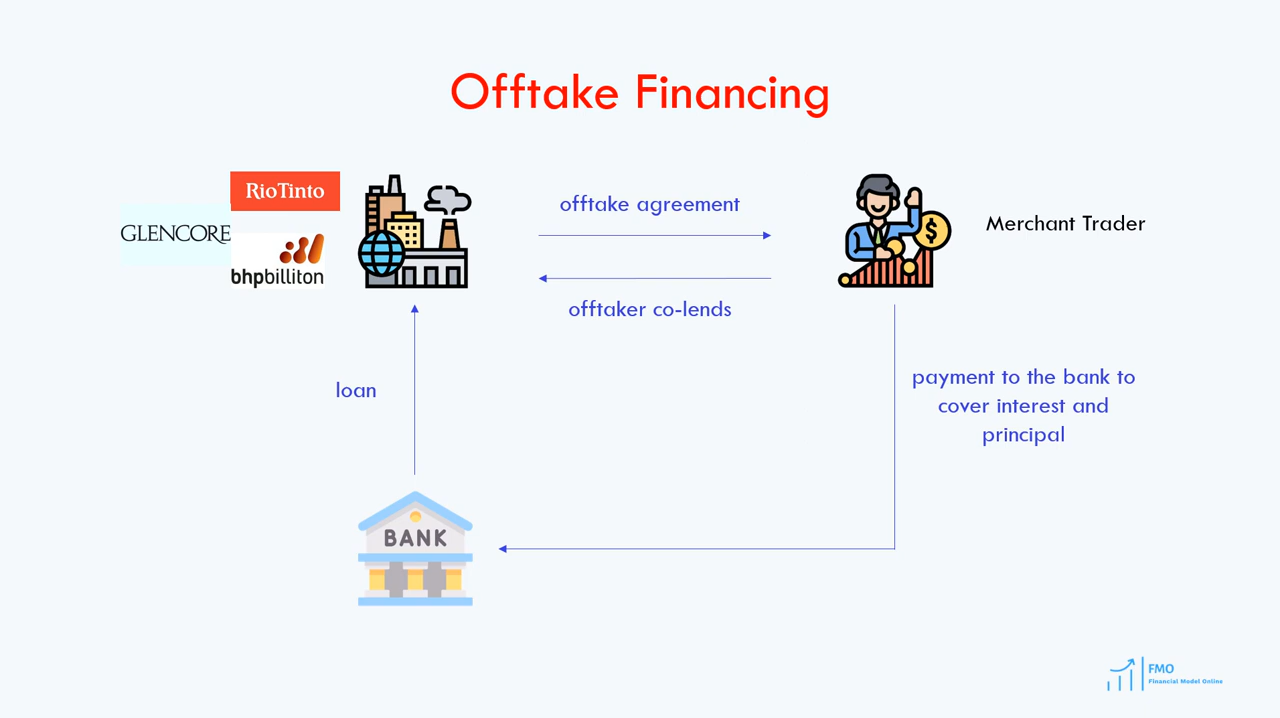 Offtake Financing
RioTinto
GLENCORE
bhpbilliton
offtake agreement
offtaker co-lends
$
Merchant Trader
loan
payment to the bank to
cover interest and
principal
BANK
FMO
Financial Model Online